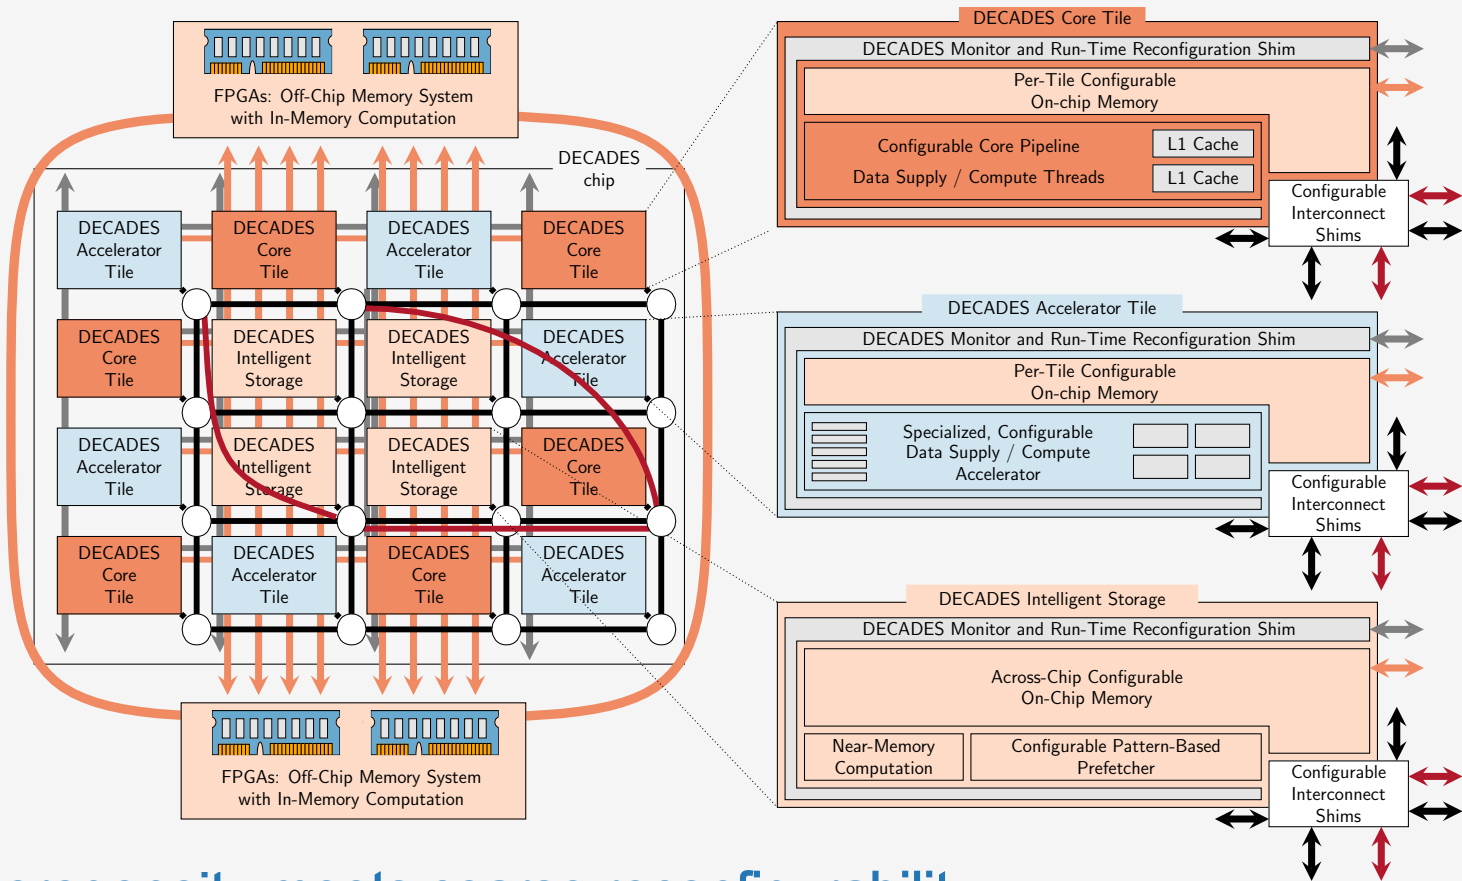 FPGAs: Off-Chip Memory System
with In-Memory Computation
DECADES
chip
DECADES
Accelerator
Tile
DECADES
Core
Tile
DECADES
Accelerator
Tile
DECADES
Core
Tile
DECADES
Core
Tile
DECADES
Intelligent
Storage
DECADES
Intelligent
Storage
DECADES
Accelerator
Tile
DECADES
Accelerator
Tile
DECADES
Intelligent
Storage
DECADES
Intelligent
Storage
DECADES
Core
Tile
DECADES
Core
Tile
DECADES
Accelerator
Tile
DECADES
Core
Tile
DECADES
Accelerator
Tile
FPGAs: Off-Chip Memory System
with In-Memory Computation
DECADES Core Tile
DECADES Monitor and Run-Time Reconfiguration Shim
Per-Tile Configurable
On-chip Memory
Configurable Core Pipeline
Data Supply / Compute Threads
L1 Cache
L1 Cache
Configurable
Interconnect
Shims
DECADES Accelerator Tile
DECADES Monitor and Run-Time Reconfiguration Shim
Per-Tile Configurable
On-chip Memory
Specialized, Configurable
Data Supply / Compute
Accelerator
Configurable
Interconnect
Shims
DECADES Intelligent Storage
DECADES Monitor and Run-Time Reconfiguration Shim
Across-Chip Configurable
On-Chip Memory
Near-Memory
Computation
Configurable Pattern-Based
Prefetcher
Configurable
Interconnect
Shims
meets coarse